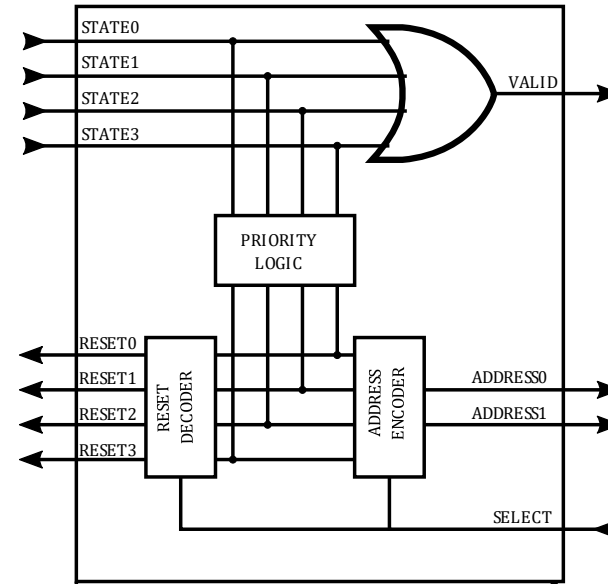 STATE0
STATE1
VALID
STATE2
STATE3
PRIORITY
LOGIC
RESET0
RESET1
RESET2
RESET3
RESET
DECODER
ADDRESS
ENCODER
ADDRESS0
ADDRESS1
SELECT